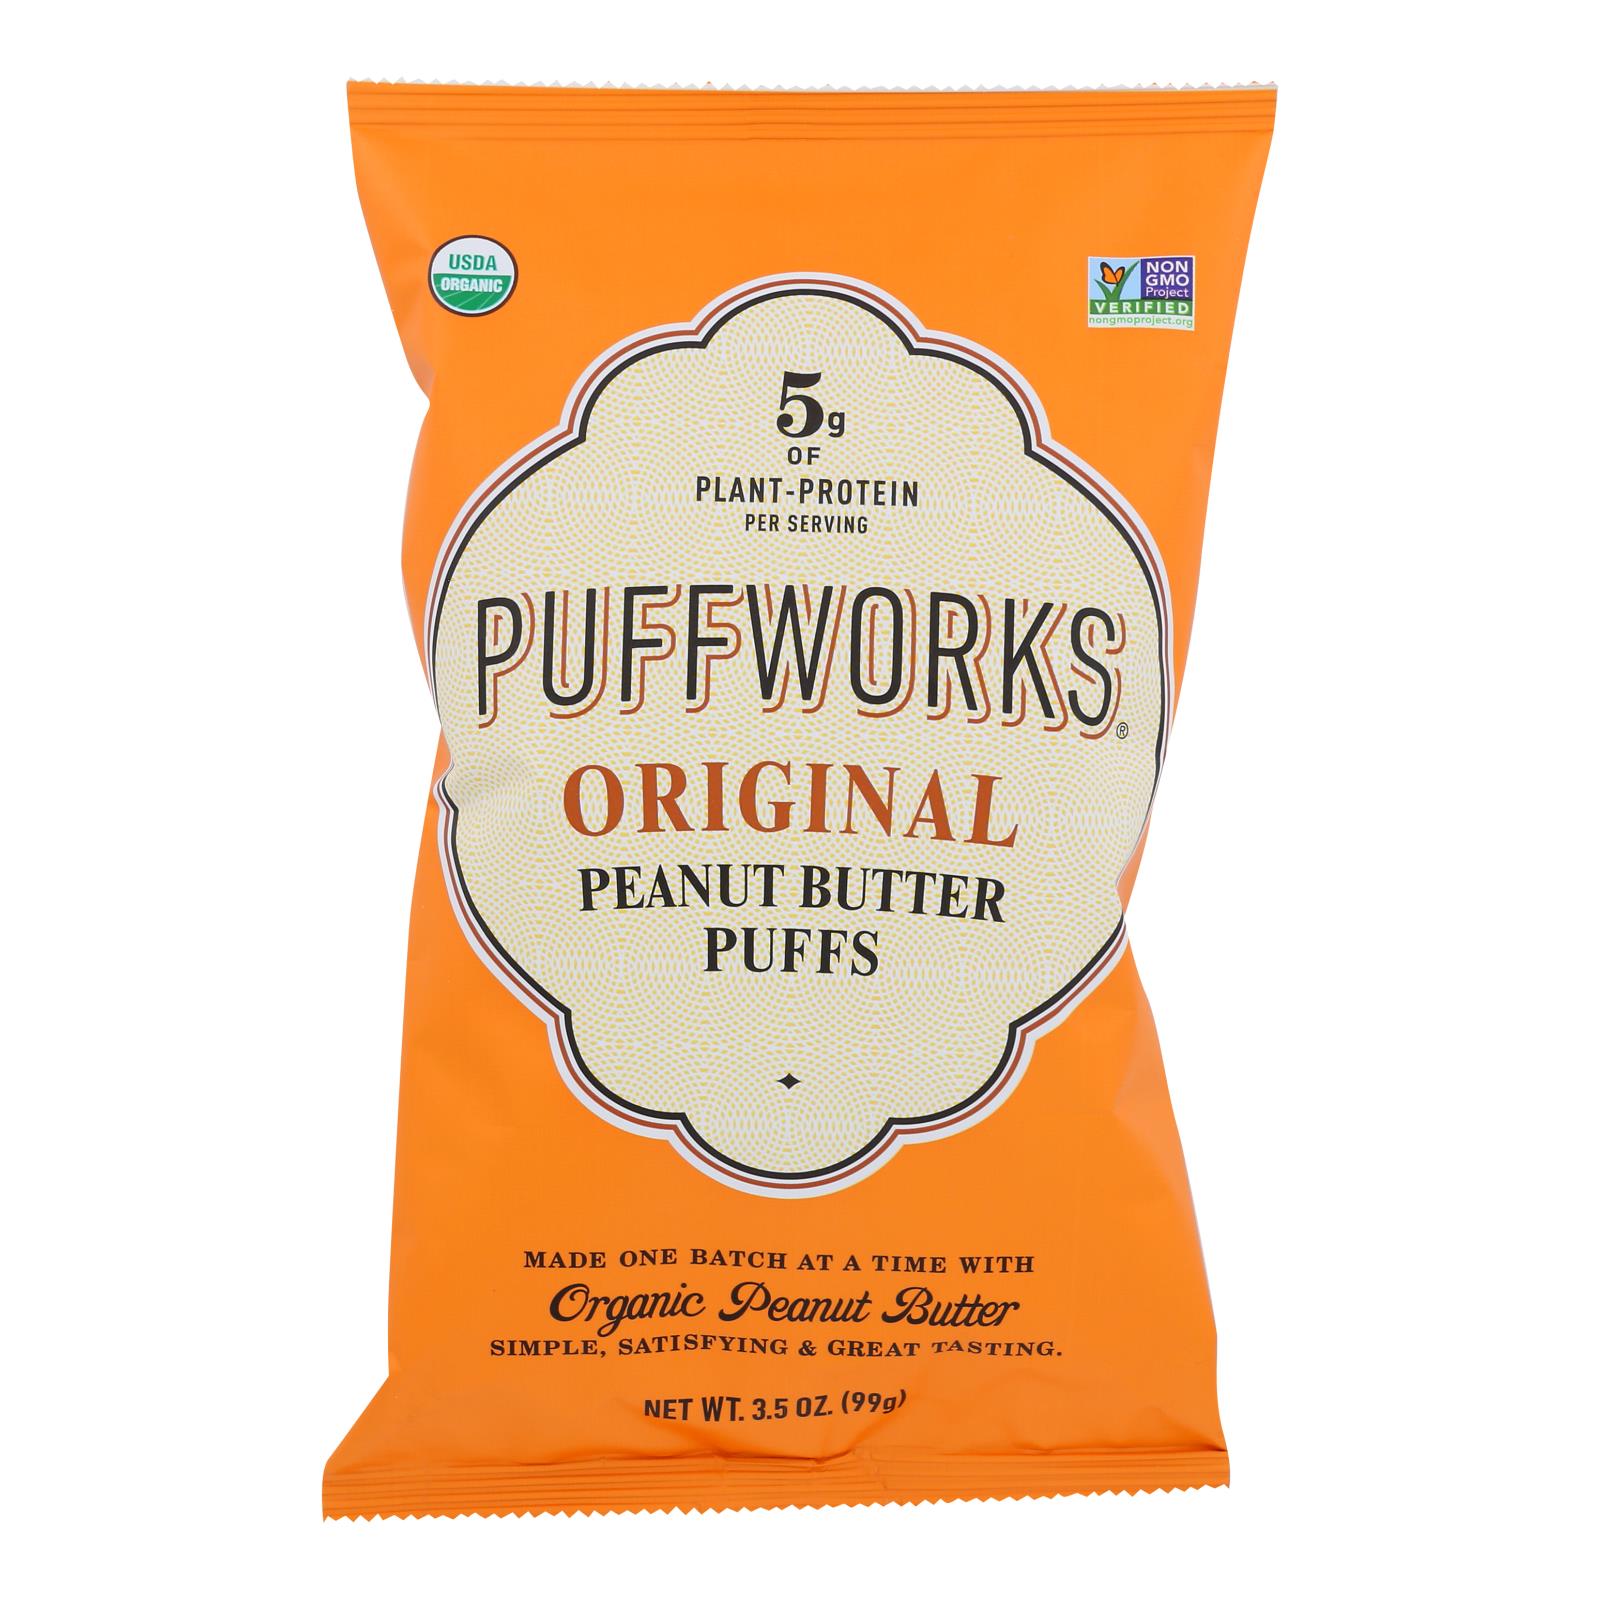 USDA
ORGANIC
NON
GMO
Project
VERIFIED
nongmoproject.org
5g
OF
PLANT-PROTEIN
PER SERVING
PUFFWORKS®
ORIGINAL
PEANUT BUTTER
PUFFS
MADE ONE BATCH AT A TIME WITH
Organic Peanut Butter
SIMPLE, SATISFYING & GREAT TASTING.
NET WT. 3.5 OZ. (99g)